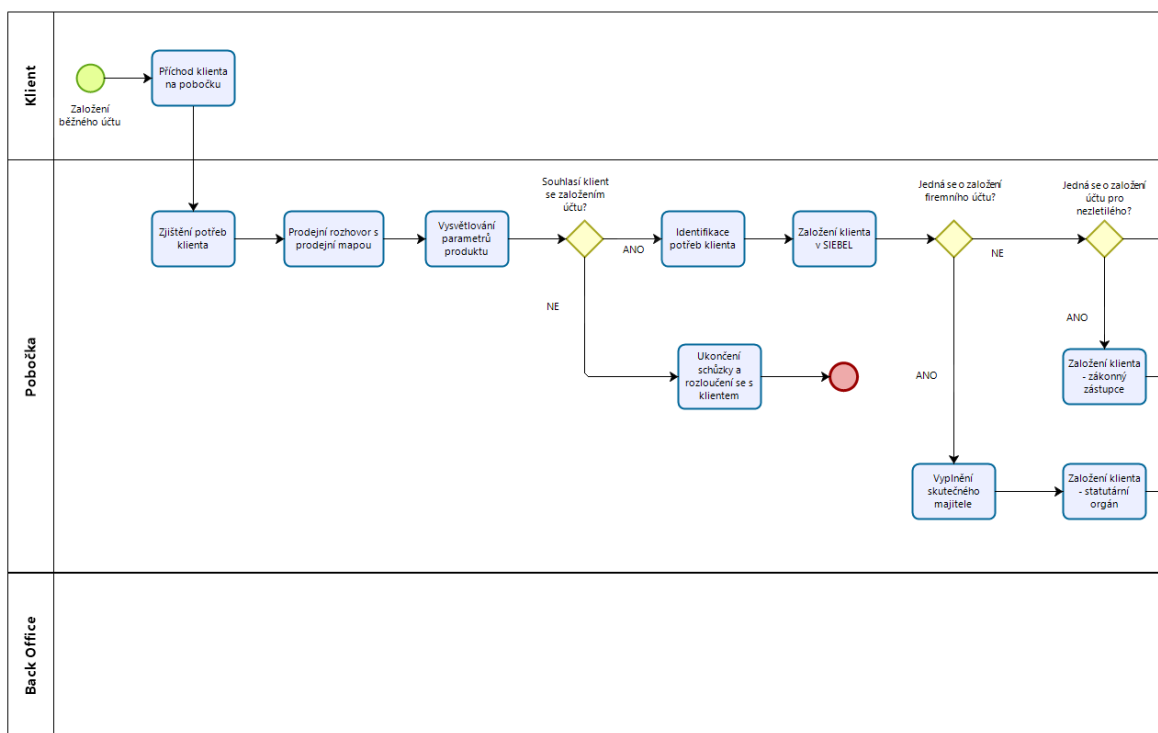 Klient
Založení
běžného účtu
Příchod klienta
na pobočku
Pobočka
Zjištění potřeb
klienta
Prodejní rozhovor s
prodejní mapou
Vysvětlování
parametrů
produktu
Souhlasí klient
se založením
účtu?
ANO
NE
Identifikace
potřeb klienta
Založení klienta
v SIEBEL
Ukončení
schůzky a
rozloučení se s
klientem
Jedná se o založení
firemního účtu?
NE
ANO
Vyplnění
skutečného
majitele
Jedná se o založení
účtu pro
nezletilého?
ANO
Založení klienta
- zákonný
zástupce
Založení klienta
- statutární
orgán
Back Office